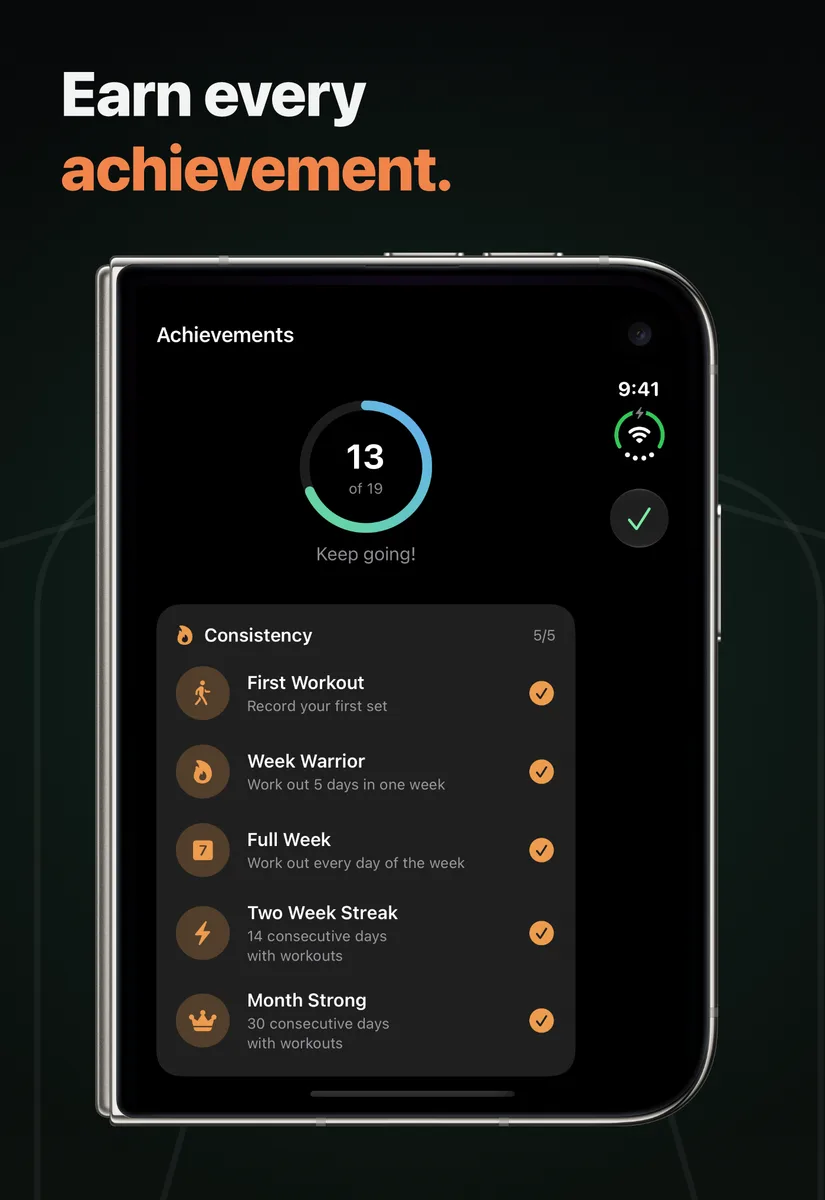 Earn every
achievement.
Achievements
9:41
13
of 19
Keep going!
Consistency
5/5
First Workout
Record your first set
Week Warrior
Work out 5 days in one week
7
Full Week
Work out every day of the week
Two Week Streak
14 consecutive days
with workouts
Month Strong
30 consecutive days
with workouts